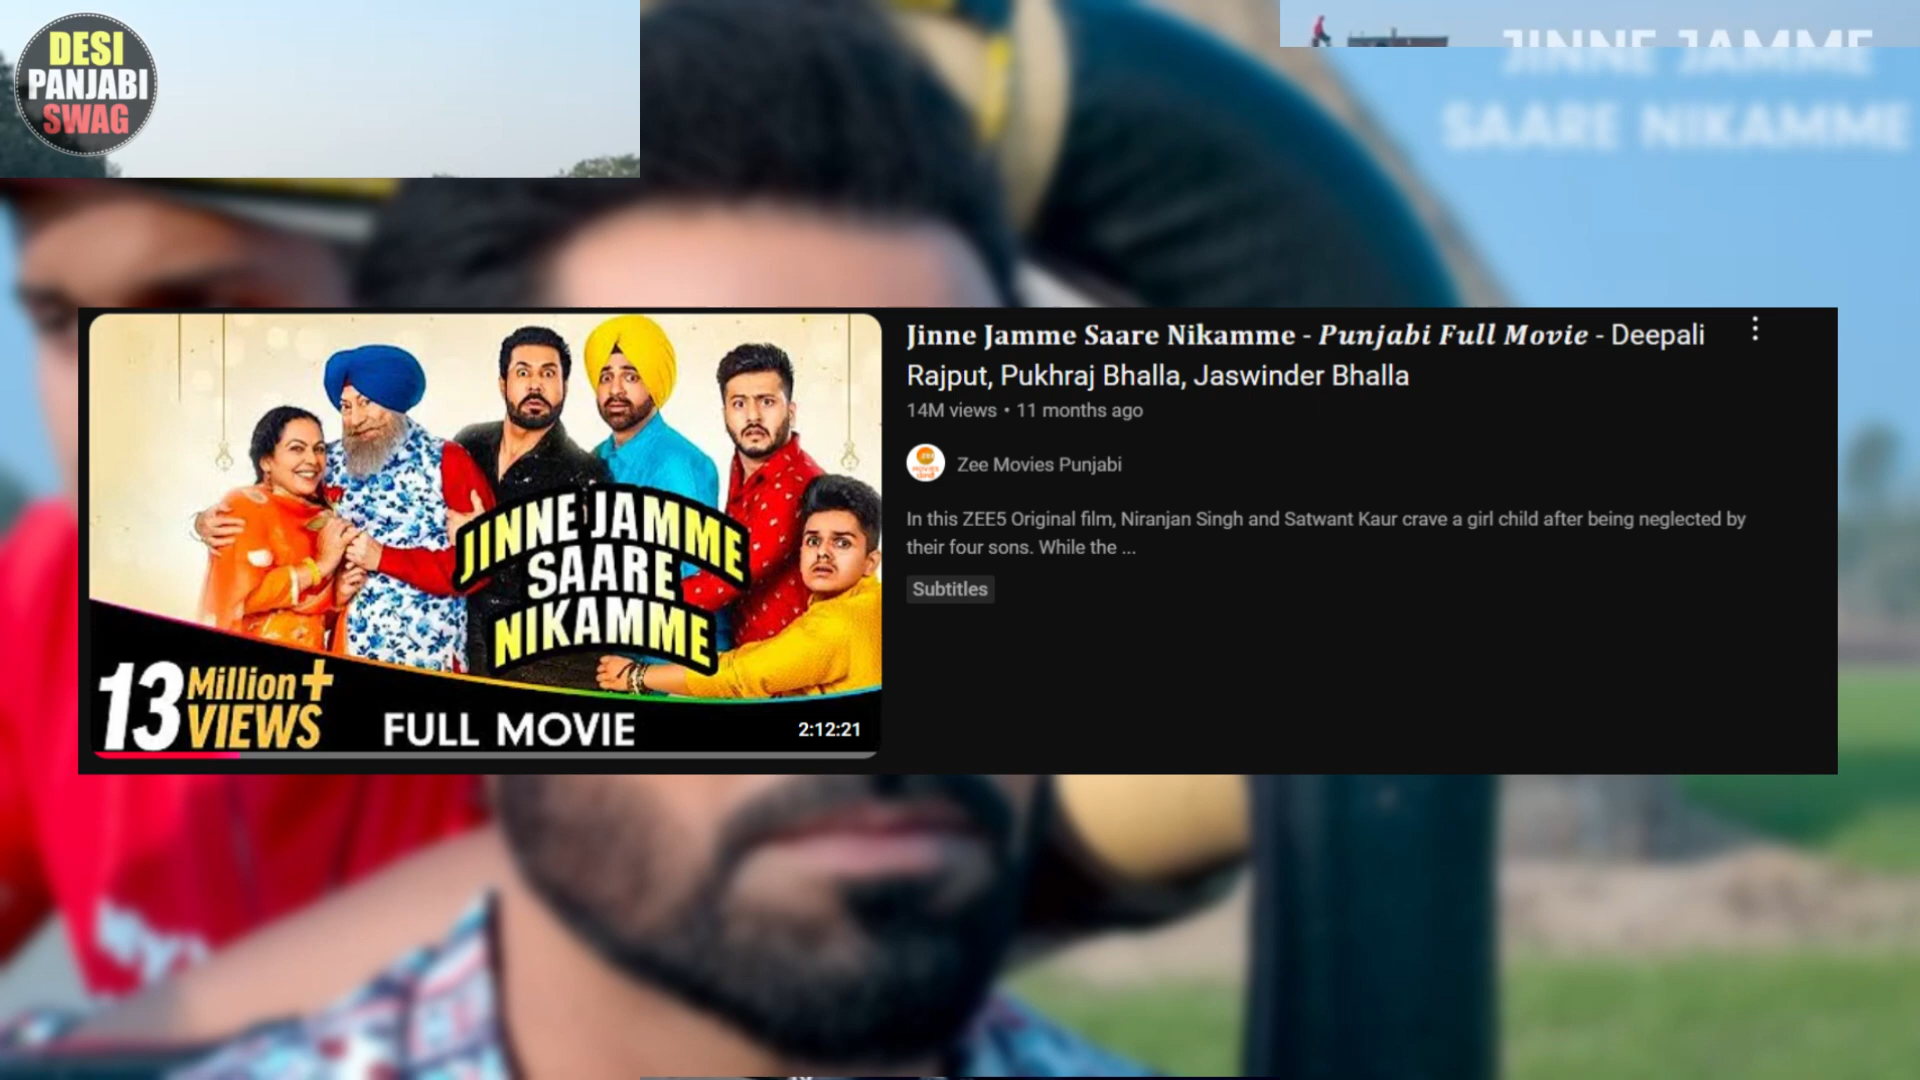 DESI
PANJABI
SWAG
JINNE JAMME
SAARE NIKAMME
JINNE JAMME
SAARE
NIKAMME
13 Million+
VIEWS
FULL MOVIE
2:12:21
Jinne Jamme Saare Nikamme - Punjabi Full Movie - Deepali
Rajput, Pukhraj Bhalla, Jaswinder Bhalla
14M views • 11 months ago
Zee Movies Punjabi
In this ZEE5 Original film, Niranjan Singh and Satwant Kaur crave a girl child after being neglected by
their four sons. While the ...
Subtitles